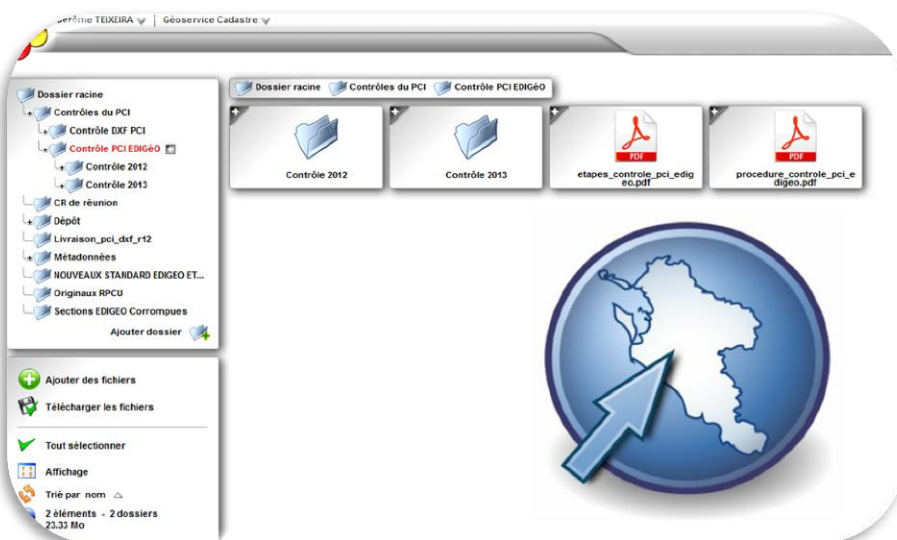 Jerôme TEIXEIRA | Géoservice Cadastre
Dossier racine
Contrôles du PCI
Contrôle DXF PCI
Contrôle PCI EDIGéO
Contrôle 2012
Contrôle 2013
CR de réunion
Dépôt
Livraison_pci_dxf_r12
Métadonnées
NOUVEAUX STANDARD EDIGEO ET...
Originaux RPCU
Sections EDIGEO Corrompues
Ajouter dossier
Dossier racine Contrôles du PCI Contrôle PCI EDIGéO
Contrôle 2012
Contrôle 2013
etapes_controle_pci_edig
eo.pdf
procedure_controle_pci_e
digeo.pdf
PDF
PDF
Ajouter des fichiers
Télécharger les fichiers
Tout sélectionner
Affichage
Trié par nom
2 éléments - 2 dossiers
23.33 Mo